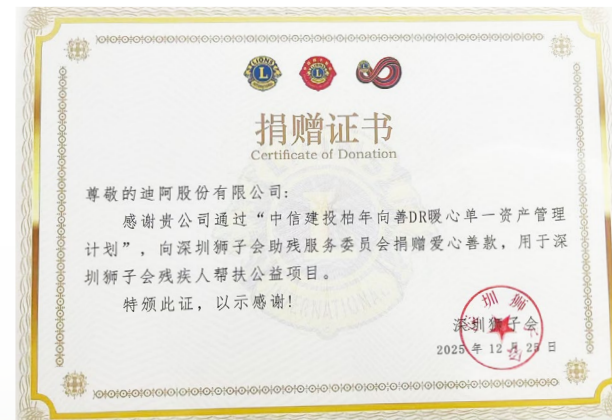 捐赠证书
Certificate of Donation
尊敬的迪阿股份有限公司:
感谢贵公司通过“中信建投柏年向善DR暖心单一资产管理
计划”,向深圳狮子会助残服务委员会捐赠爱心善款,用于深
圳狮子会残疾人帮扶公益项目。
特颁此证,以示感谢!
深圳狮子会
2025年12月25日